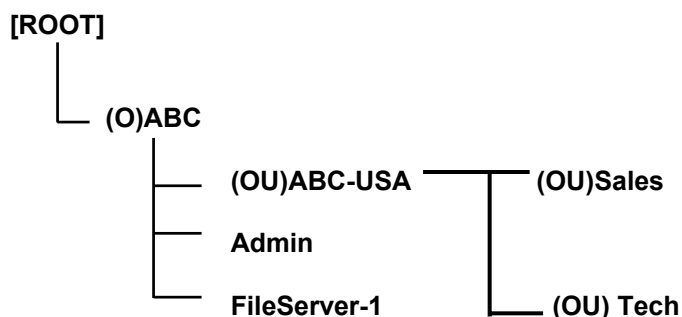 [ROOT]
(O)ABC
(OU)ABC-USA
(OU)Sales
Admin
FileServer-1
(OU) Tech